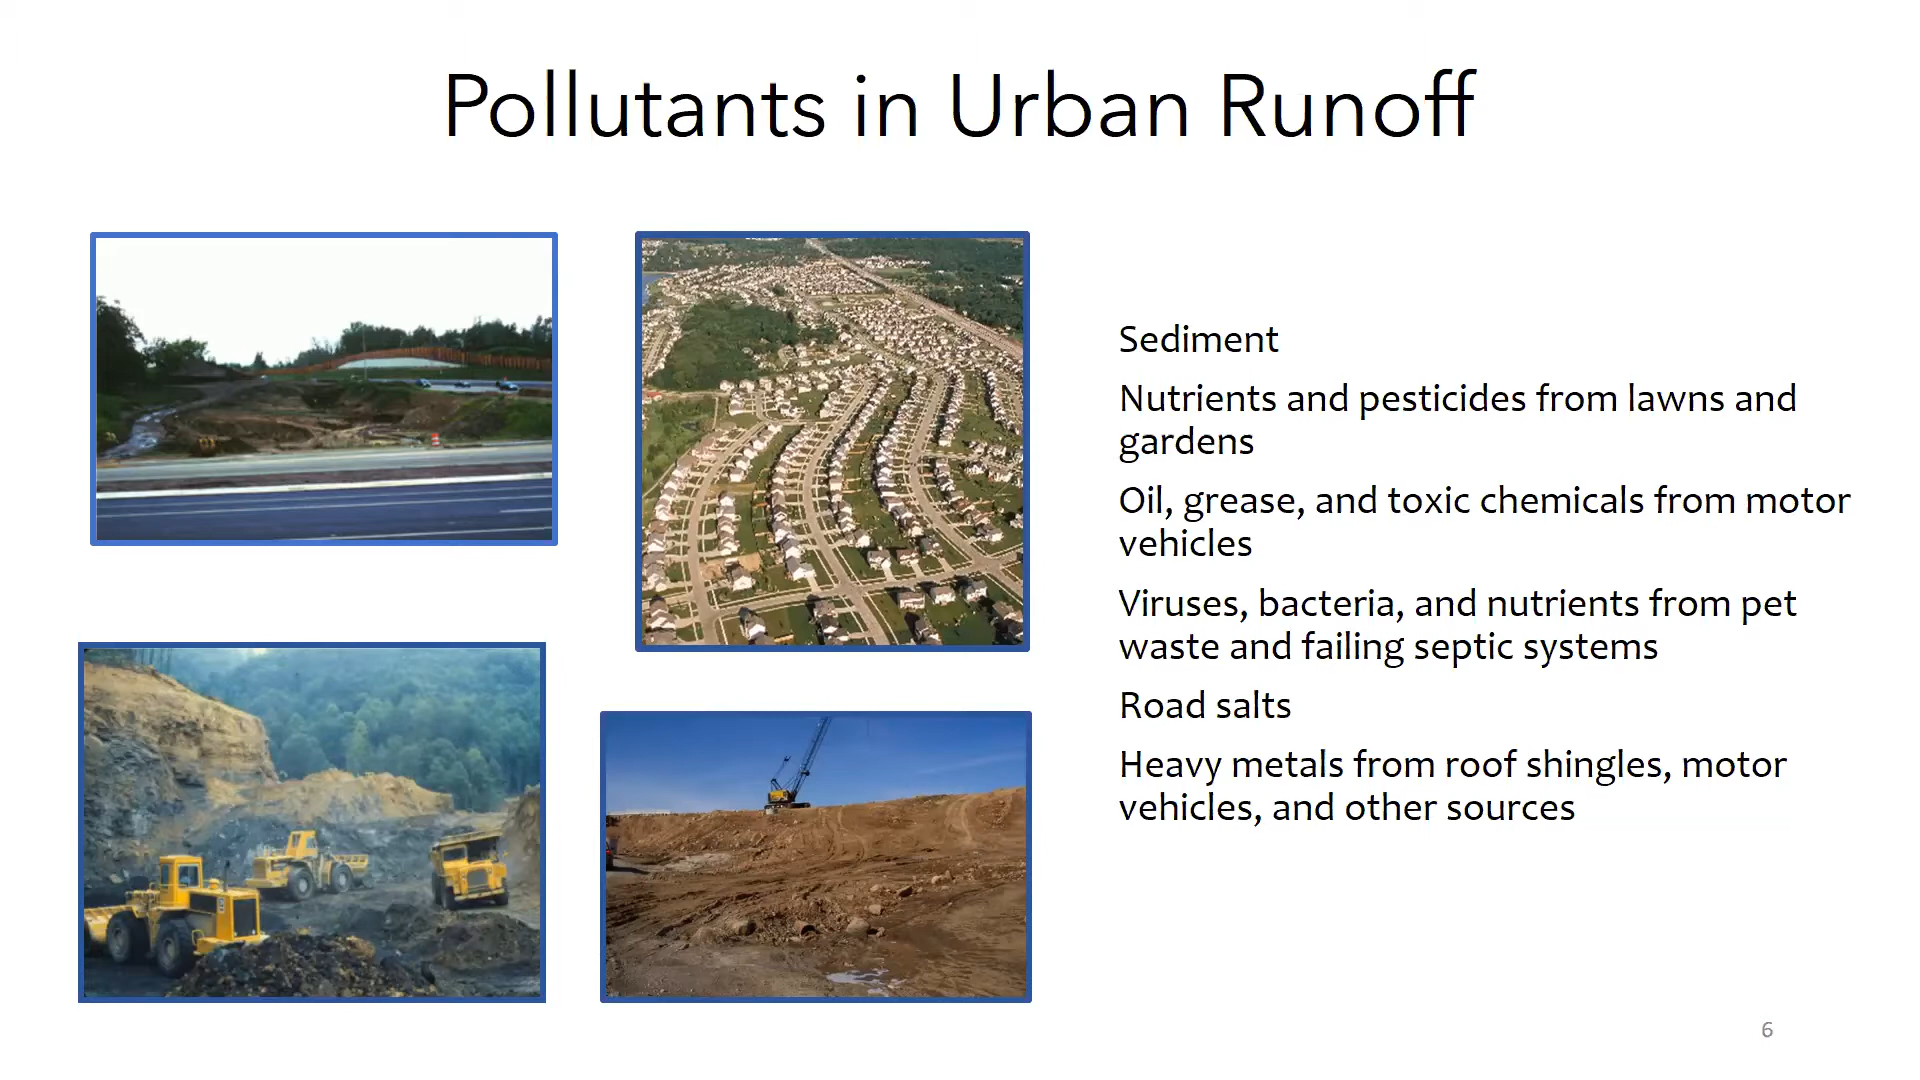 Pollutants in Urban Runoff
Sediment
Nutrients and pesticides from lawns and
gardens
Oil, grease, and toxic chemicals from motor
vehicles
Viruses, bacteria, and nutrients from pet
waste and failing septic systems
Road salts
Heavy metals from roof shingles, motor
vehicles, and other sources
6